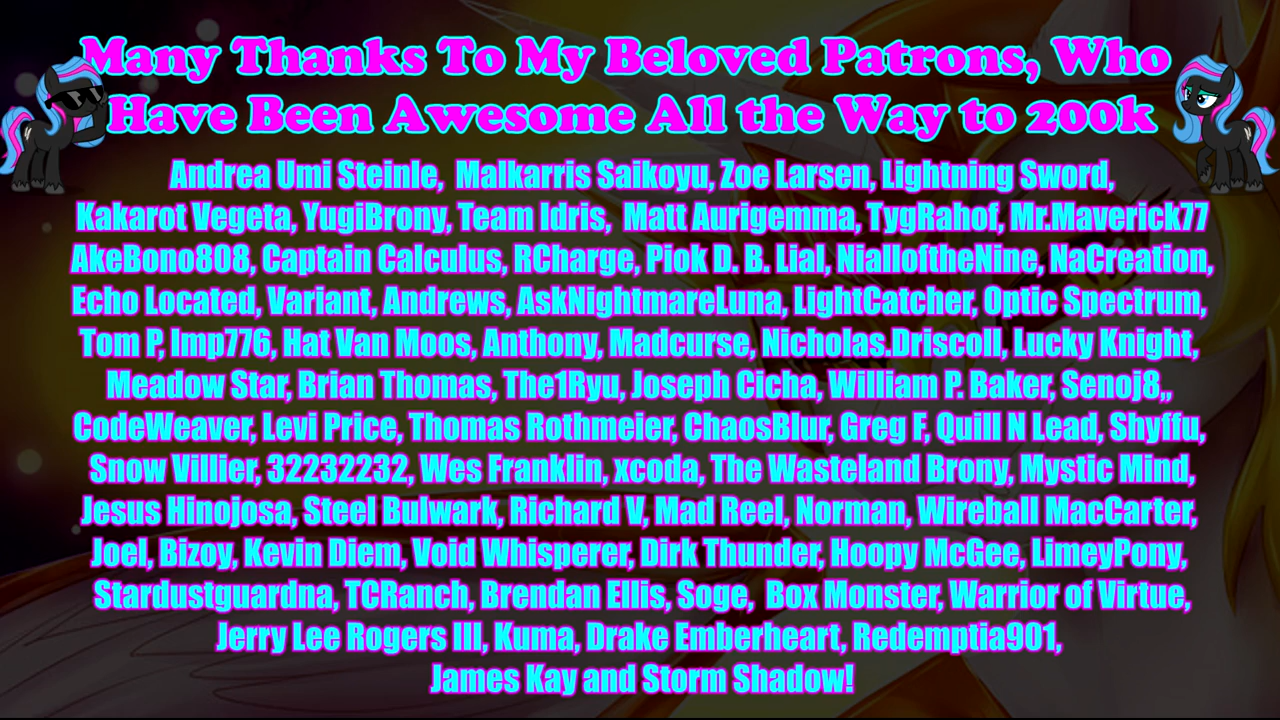 Many Thanks To My Beloved Patrons, Who
Have Been Awesome All the Way to 200k
Andrea Umi Steinle, Malkarris Saikoyu, Zoe Larsen, Lightning Sword,
Kakarot Vegeta, YugiBrony, Team Idris, Matt Aurigemma, TygRahof, Mr.Maverick77
AkeBono808, Captain Calculus, RCharge, Piok D. B. Lial, NialloftheNine, NaCreation,
Echo Located, Variant, Andrews, AskNightmareLuna, LightCatcher, Optic Spectrum,
Tom P, Imp776, Hat Van Moos, Anthony, Madcurse, Nicholas.Driscoll, Lucky Knight,
Meadow Star, Brian Thomas, The1Ryu, Joseph Cicha, William P. Baker, Senoj8,,
CodeWeaver, Levi Price, Thomas Rothmeier, ChaosBlur, Greg F, Quill N Lead, Shyffu,
Snow Villier, 32232232, Wes Franklin, xcoda, The Wasteland Brony, Mystic Mind,
Jesus Hinojosa, Steel Bulwark, Richard V, Mad Reel, Norman, Wireball MacCarter,
Joel, Bizoy, Kevin Diem, Void Whisperer, Dirk Thunder, Hoopy McGee, LimeyPony,
Stardustguardna, TCRanch, Brendan Ellis, Soge, Box Monster, Warrior of Virtue,
Jerry Lee Rogers III, Kuma, Drake Emberheart, Redemptia901,
James Kay and Storm Shadow!